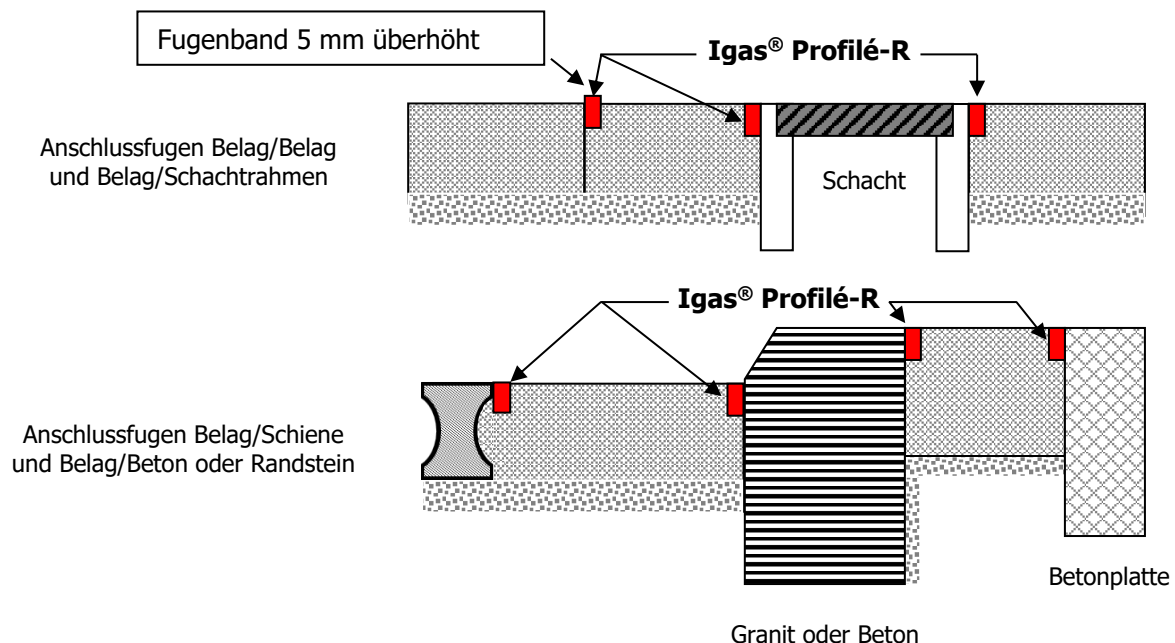 Fugenband 5 mm überhöht
Igas® Profilé-R
Anschlussfugen Belag/Belag
und Belag/Schachtrahmen
Schacht
Igas® Profilé-R
Anschlussfugen Belag/Schiene
und Belag/Beton oder Randstein
Betonplatte
Granit oder Beton